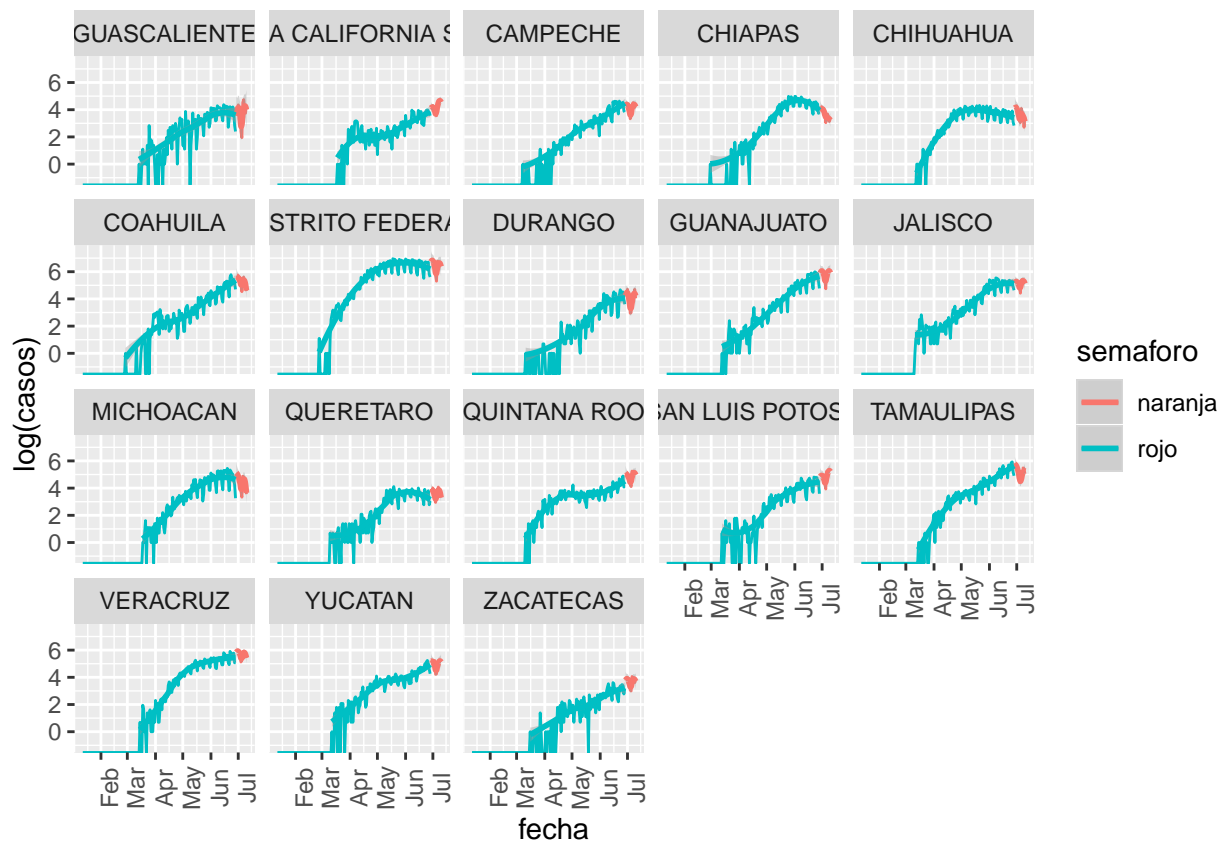 GUASCALIENTE A CALIFORNIA S CAMPECHE CHIAPAS CHIHUAHUA
6
4
2
0
COAHUILA STRITO FEDERA DURANGO GUANAJUATO JALISCO
6
4
2
0
MICHOACAN QUERETARO QUINTANA ROO SAN LUIS POTOS TAMAULIPAS
6
4
2
0
Feb Mar Apr May Jun Jul Feb Mar Apr May Jun Jul
VERACRUZ YUCATAN ZACATECAS
6
4
2
0
Feb Mar Apr May Jun Jul Feb Mar Apr May Jun Jul Feb Mar Apr May Jun Jul
fecha
log(casos)
semaforo
naranja
rojo